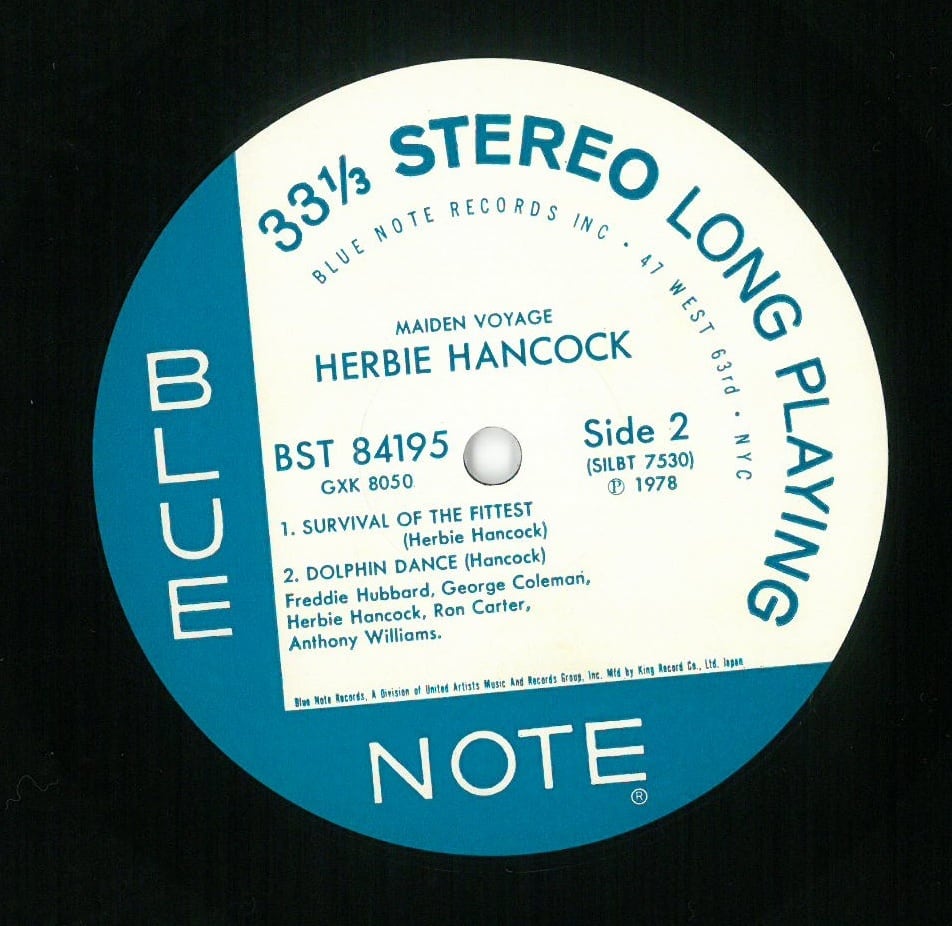 33⅓ STEREO LONG PLAYING
BLUE NOTE RECORDS INC · 47 WEST 63rd · NYC
MAIDEN VOYAGE
HERBIE HANCOCK
BST 84195
GXK 8050
Side 2
(SILBT 7530)
℗ 1978
1. SURVIVAL OF THE FITTEST
(Herbie Hancock)
2. DOLPHIN DANCE (Hancock)
Freddie Hubbard, George Coleman,
Herbie Hancock, Ron Carter,
Anthony Williams.
Blue Note Records, A Division of United Artists Music And Records Group, Inc. Mfd by King Record Co., Ltd. Japan
BLUE
NOTE
®